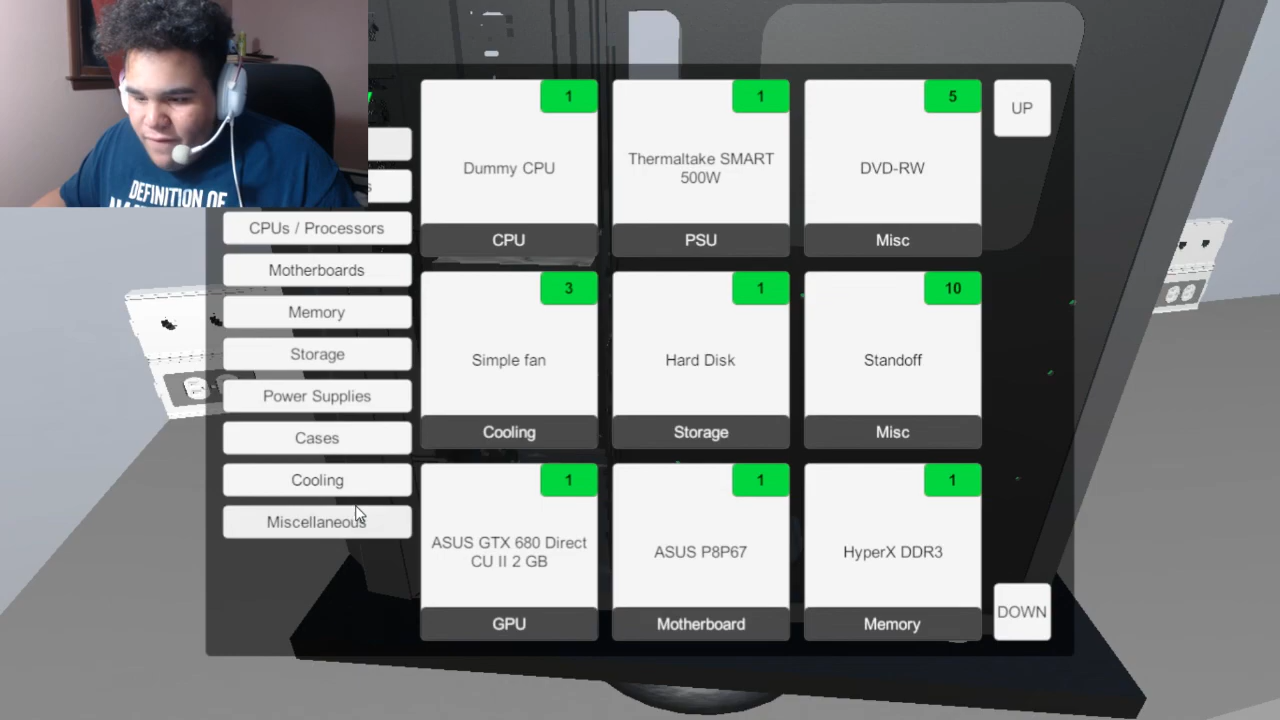 DEFINITION OF
1
Dummy CPU
CPU
1
Thermaltake SMART
500W
PSU
5
DVD-RW
Misc
UP
CPUs / Processors
Motherboards
Memory
Storage
Power Supplies
Cases
Cooling
Miscellaneous
3
Simple fan
Cooling
1
Hard Disk
Storage
10
Standoff
Misc
1
ASUS GTX 680 Direct
CU II 2 GB
GPU
1
ASUS P8P67
Motherboard
1
HyperX DDR3
Memory
DOWN